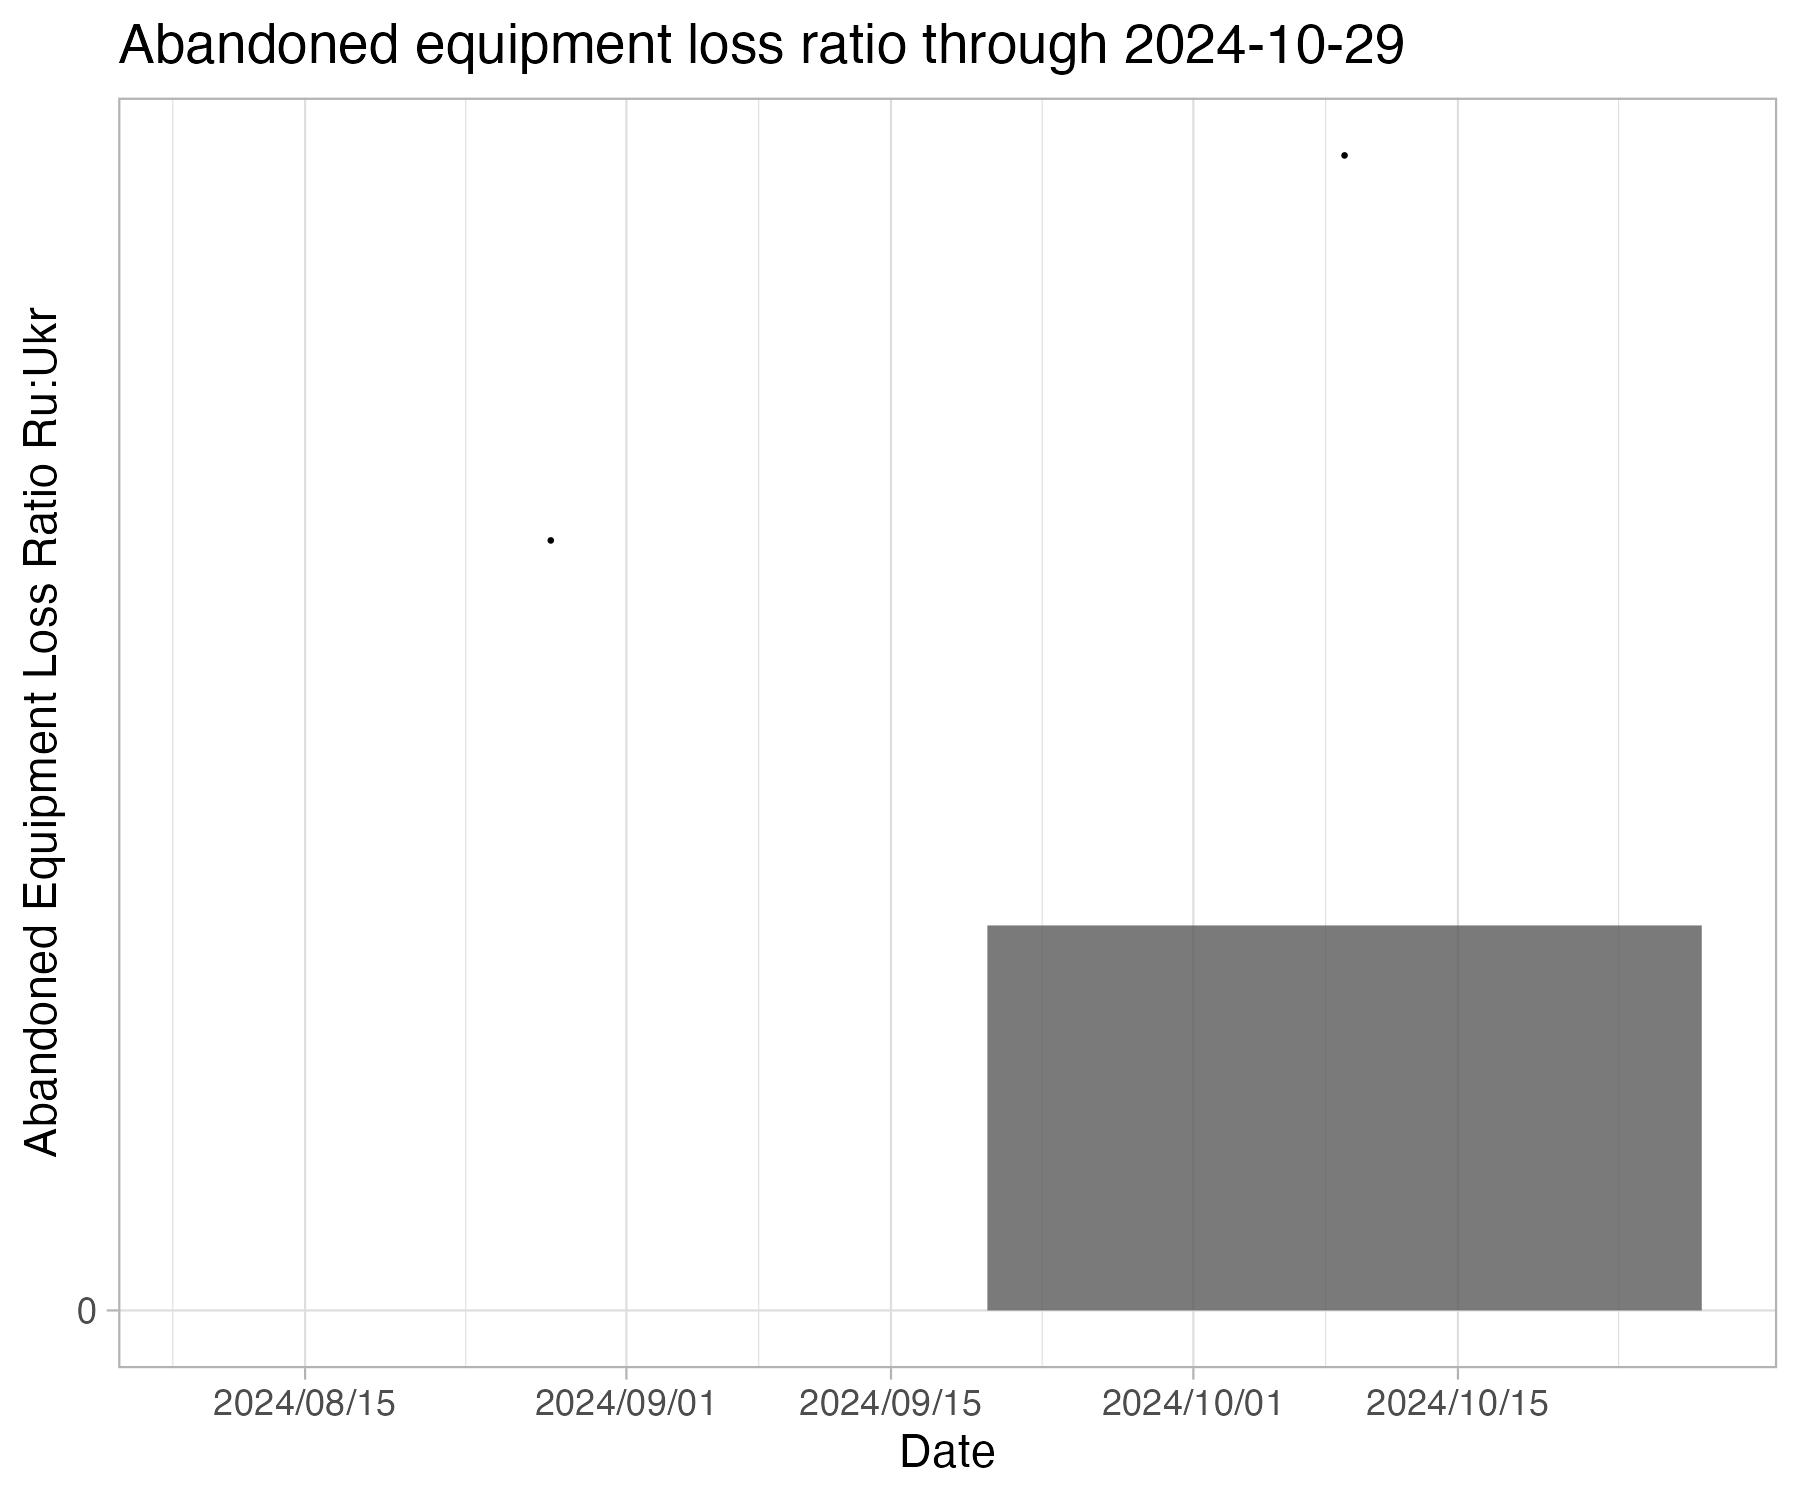 Abandoned equipment loss ratio through 2024-10-29
Abandoned Equipment Loss Ratio Ru:Ukr
0
2024/08/15 2024/09/01 2024/09/15 2024/10/01 2024/10/15
Date